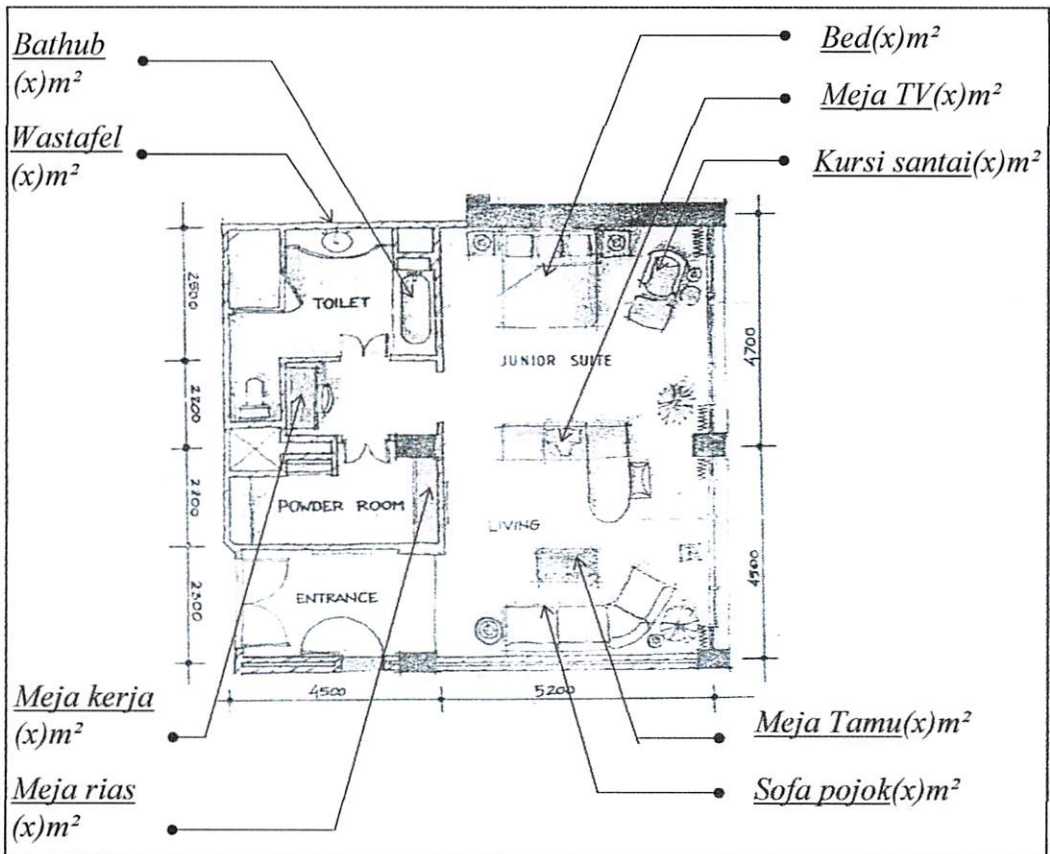 Bathub
(x)m²
Wastafel
(x)m²
Bed(x)m²
Meja TV(x)m²
Kursi santai(x)m²
2500
TOILET
JUNIOR SUITE
4700
2200
2200
POWDER ROOM
LIVING
4500
2300
ENTRANCE
4500
5200
Meja kerja
(x)m²
Meja rias
(x)m²
Meja Tamu(x)m²
Sofa pojok(x)m²